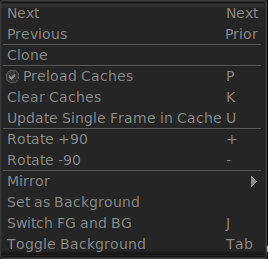 Next Next
Previous Prior
Clone
Preload Caches P
Clear Caches K
Update Single Frame in Cache U
Rotate +90 +
Rotate -90 -
Mirror
Set as Background
Switch FG and BG J
Toggle Background Tab